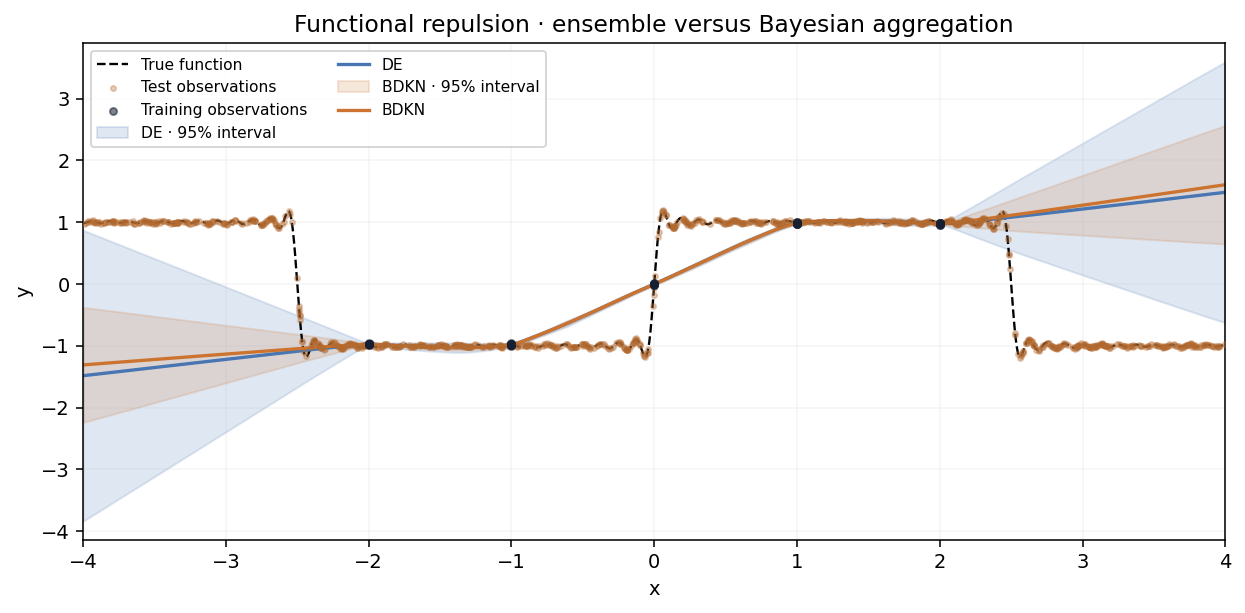 Functional repulsion · ensemble versus Bayesian aggregation
True function
Test observations
Training observations
DE · 95% interval
DE
BDKN · 95% interval
BDKN
y
3
2
1
0
−1
−2
−3
−4
−4
−3
−2
−1
0
1
2
3
4
x